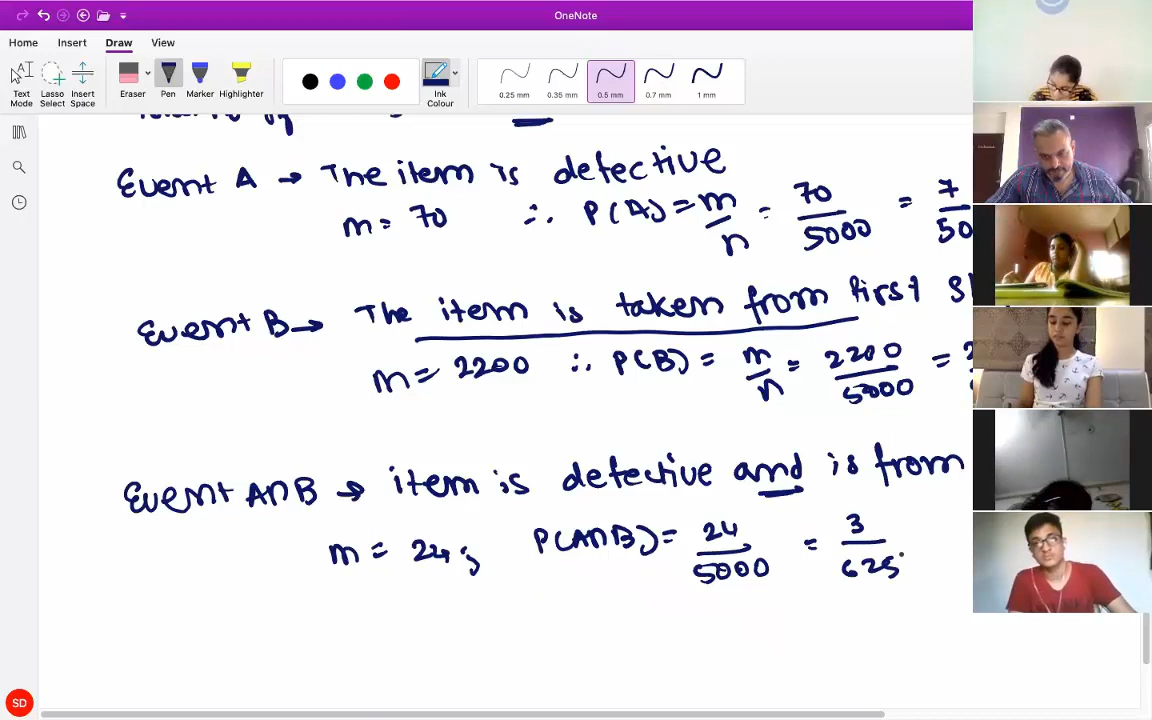 OneNote
Home Insert Draw View
Text Mode
Lasso Select
Insert Space
Eraser
Pen
Marker
Highlighter
Ink Colour
0.25 mm
0.35 mm
0.5 mm
0.7 mm
1 mm
Event A → The item is defective
m = 70 ∴ P(A) = m/n = 70/5000 = 7/50
Event B → The item is taken from first
m = 2200 ∴ P(B) = m/n = 2200/5000 =
Event A∩B → item is defective and is from
m = 24; P(A∩B) = 24/5000 = 3/625
SD